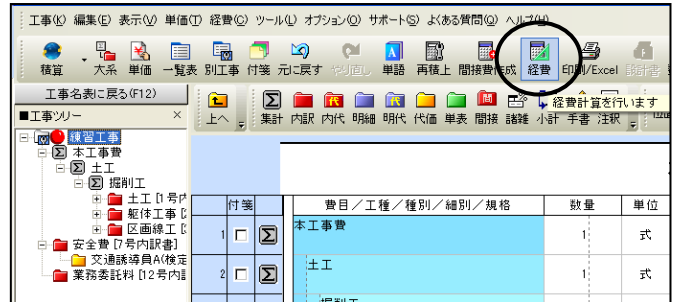 工事(K) 編集(E) 表示(V) 単価(T) 経費(C) ツール(L) オプション(O) サポート(S) よくある質問(Q) ヘルプ(H)
積算 大系 単価 一覧表 別工事 付箋 元に戻す やり直し 単語 再積上 間接費作成 経費 印刷/Excel 設計書
工事名表に戻る(F12)
上へ 集計 内訳 内代 明細 明代 代価 単表 間接 諸雑 小計 手書 注釈
経費計算を行います
■工事ツリー ×
練習工事
本工事費
土工
掘削工
土工 [1号内
躯体工事 [
区画線工 [
安全費 [7号内訳書]
交通誘導員A(検定
業務委託料 [12号内
付箋 費目／工種／種別／細別／規格 数量 単位
1 本工事費 1 式
2 土工 1 式
掘削工